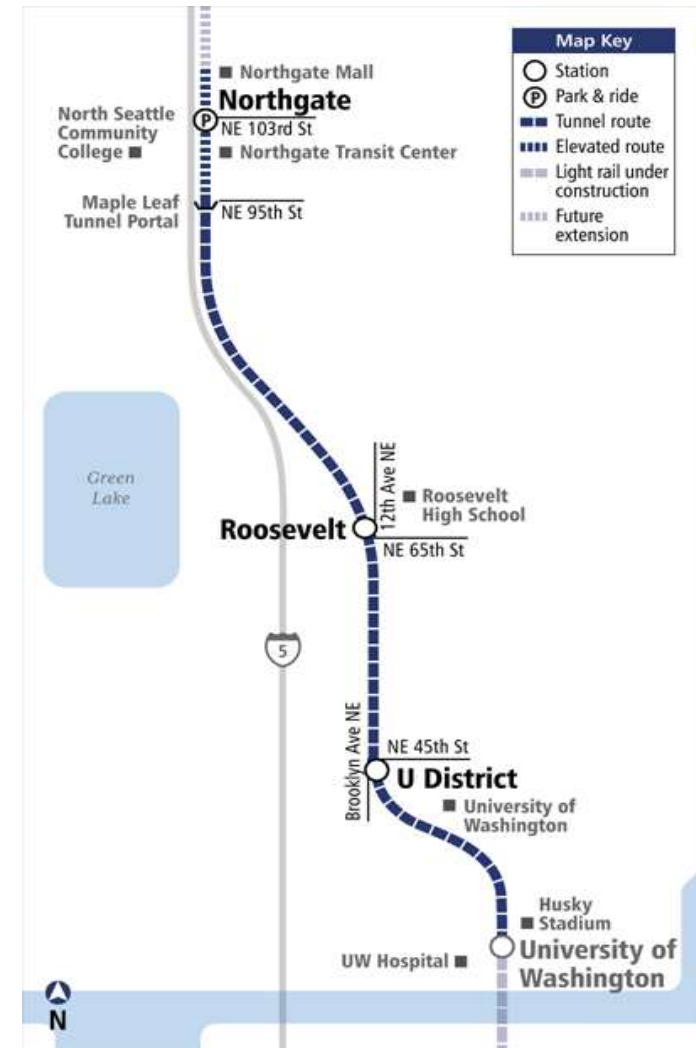 Map Key
Station
P Park & ride
Tunnel route
Elevated route
Light rail under
construction
Future
extension
Northgate Mall
Northgate
P
NE 103rd St
North Seattle
Community
College
Northgate Transit Center
Maple Leaf
Tunnel Portal
NE 95th St
Green
Lake
12th Ave NE
Roosevelt
High School
Roosevelt
NE 65th St
5
Brooklyn Ave NE
NE 45th St
U District
University of
Washington
Husky
Stadium
University of
Washington
UW Hospital
N